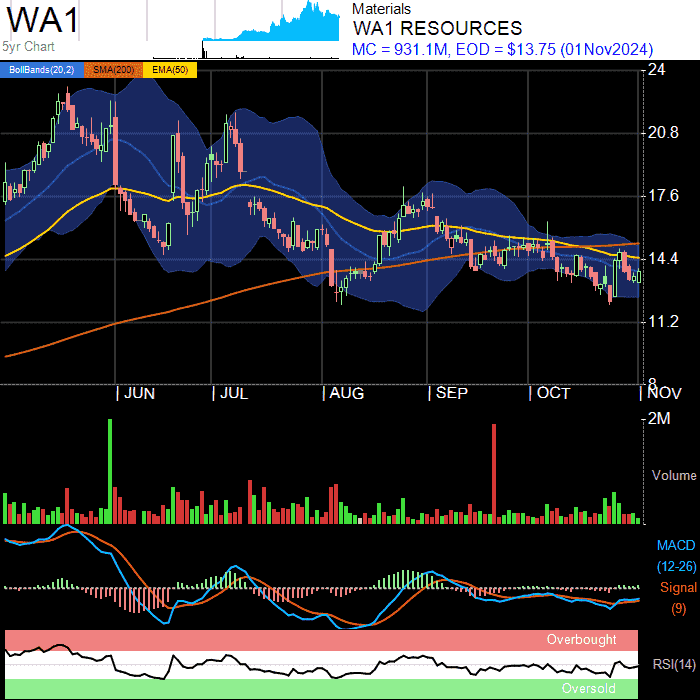 WA1
5yr Chart
Materials
WA1 RESOURCES
MC = 931.1M, EOD = $13.75 (01Nov2024)
BollBands(20,2) SMA(200) EMA(50)
24
20.8
17.6
14.4
11.2
8
JUN JUL AUG SEP OCT NOV
2M
Volume
MACD
(12-26)
Signal
(9)
Overbought
RSI(14)
Oversold